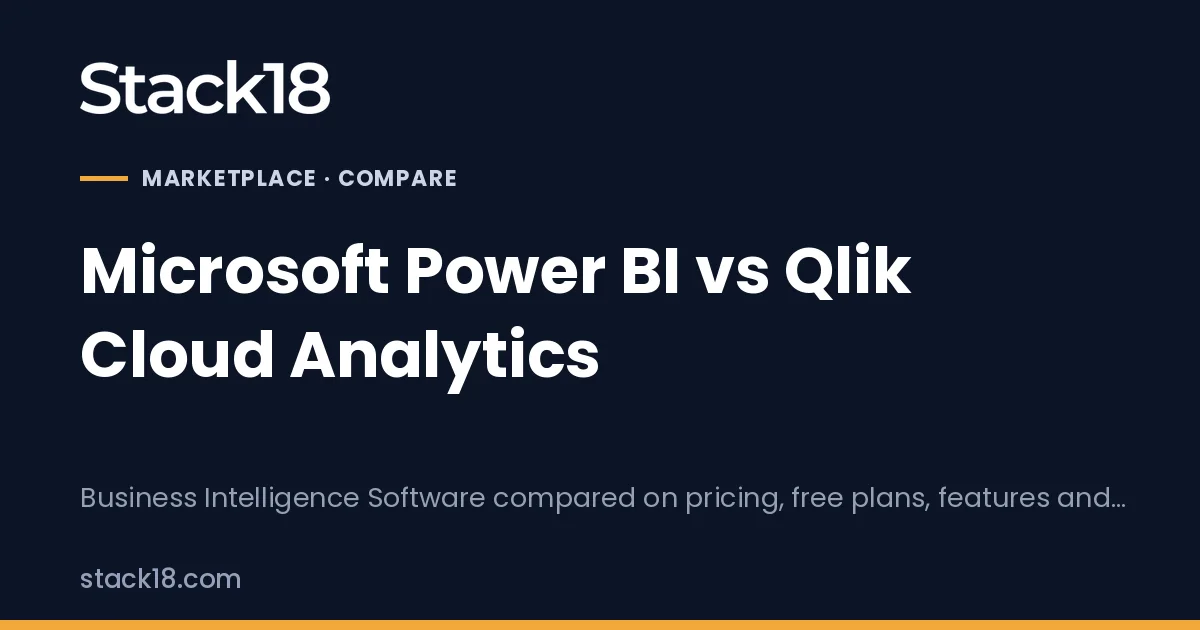 Stack18
MARKETPLACE · COMPARE
Microsoft Power BI vs Qlik
Cloud Analytics
Business Intelligence Software compared on pricing, free plans, features and...
stack18.com